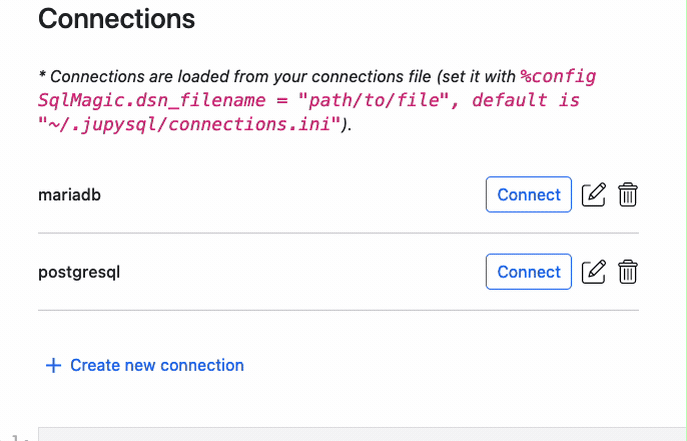 Connections
* Connections are loaded from your connections file (set it with %config
SqlMagic.dsn_filename = "path/to/file", default is
"~/.jupysql/connections.ini").
mariadb Connect
postgresql Connect
+ Create new connection